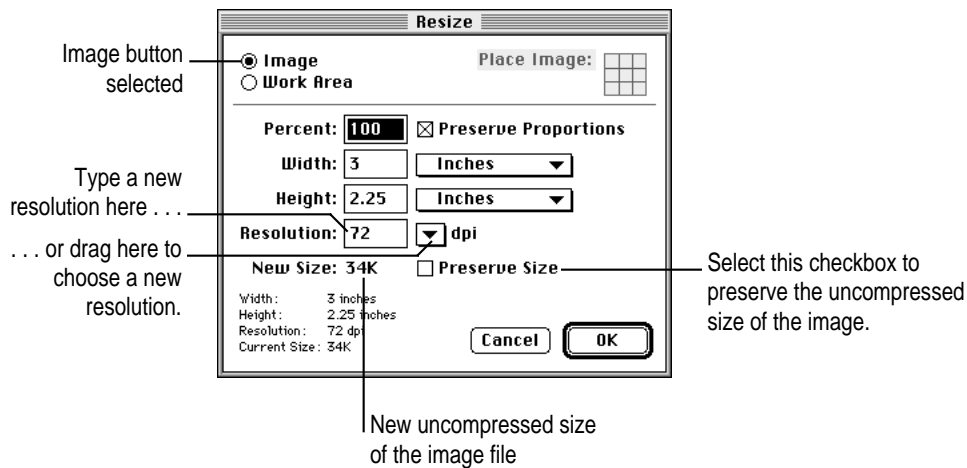 Resize
Image button
selected
Image
Work Area
Place Image:
Percent: 100 Preserve Proportions
Width: 3 Inches
Height: 2.25 Inches
Resolution: 72 dpi
New Size: 34K Preserve Size
Width: 3 inches
Height: 2.25 inches
Resolution: 72 dpi
Current Size: 34K
Cancel OK
Type a new
resolution here . . .
. . . or drag here to
choose a new
resolution.
Select this checkbox to
preserve the uncompressed
size of the image.
New uncompressed size
of the image file